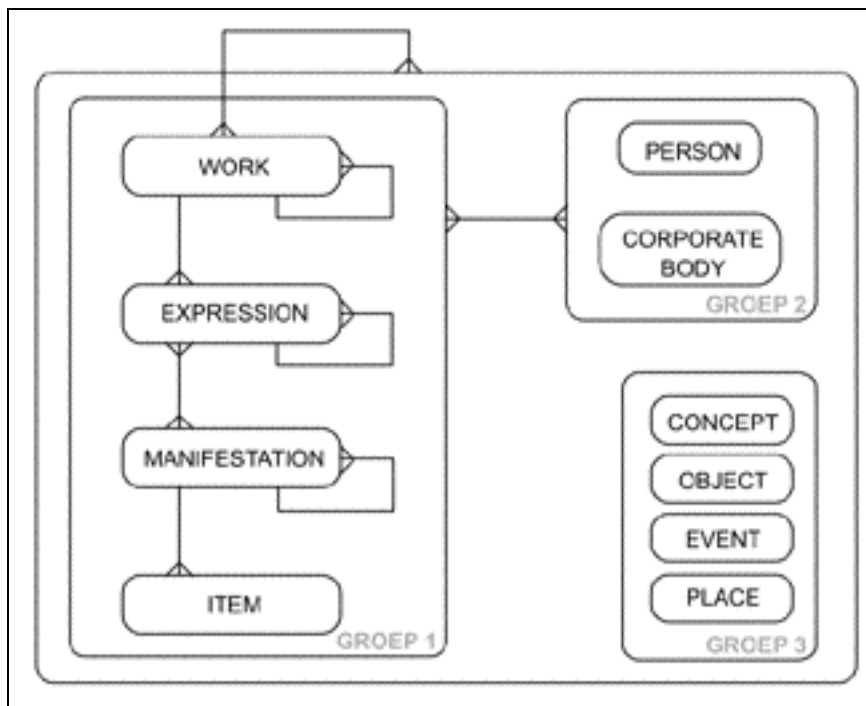 WORK
EXPRESSION
MANIFESTATION
ITEM
GROEP 1
PERSON
CORPORATE
BODY
GROEP 2
CONCEPT
OBJECT
EVENT
PLACE
GROEP 3